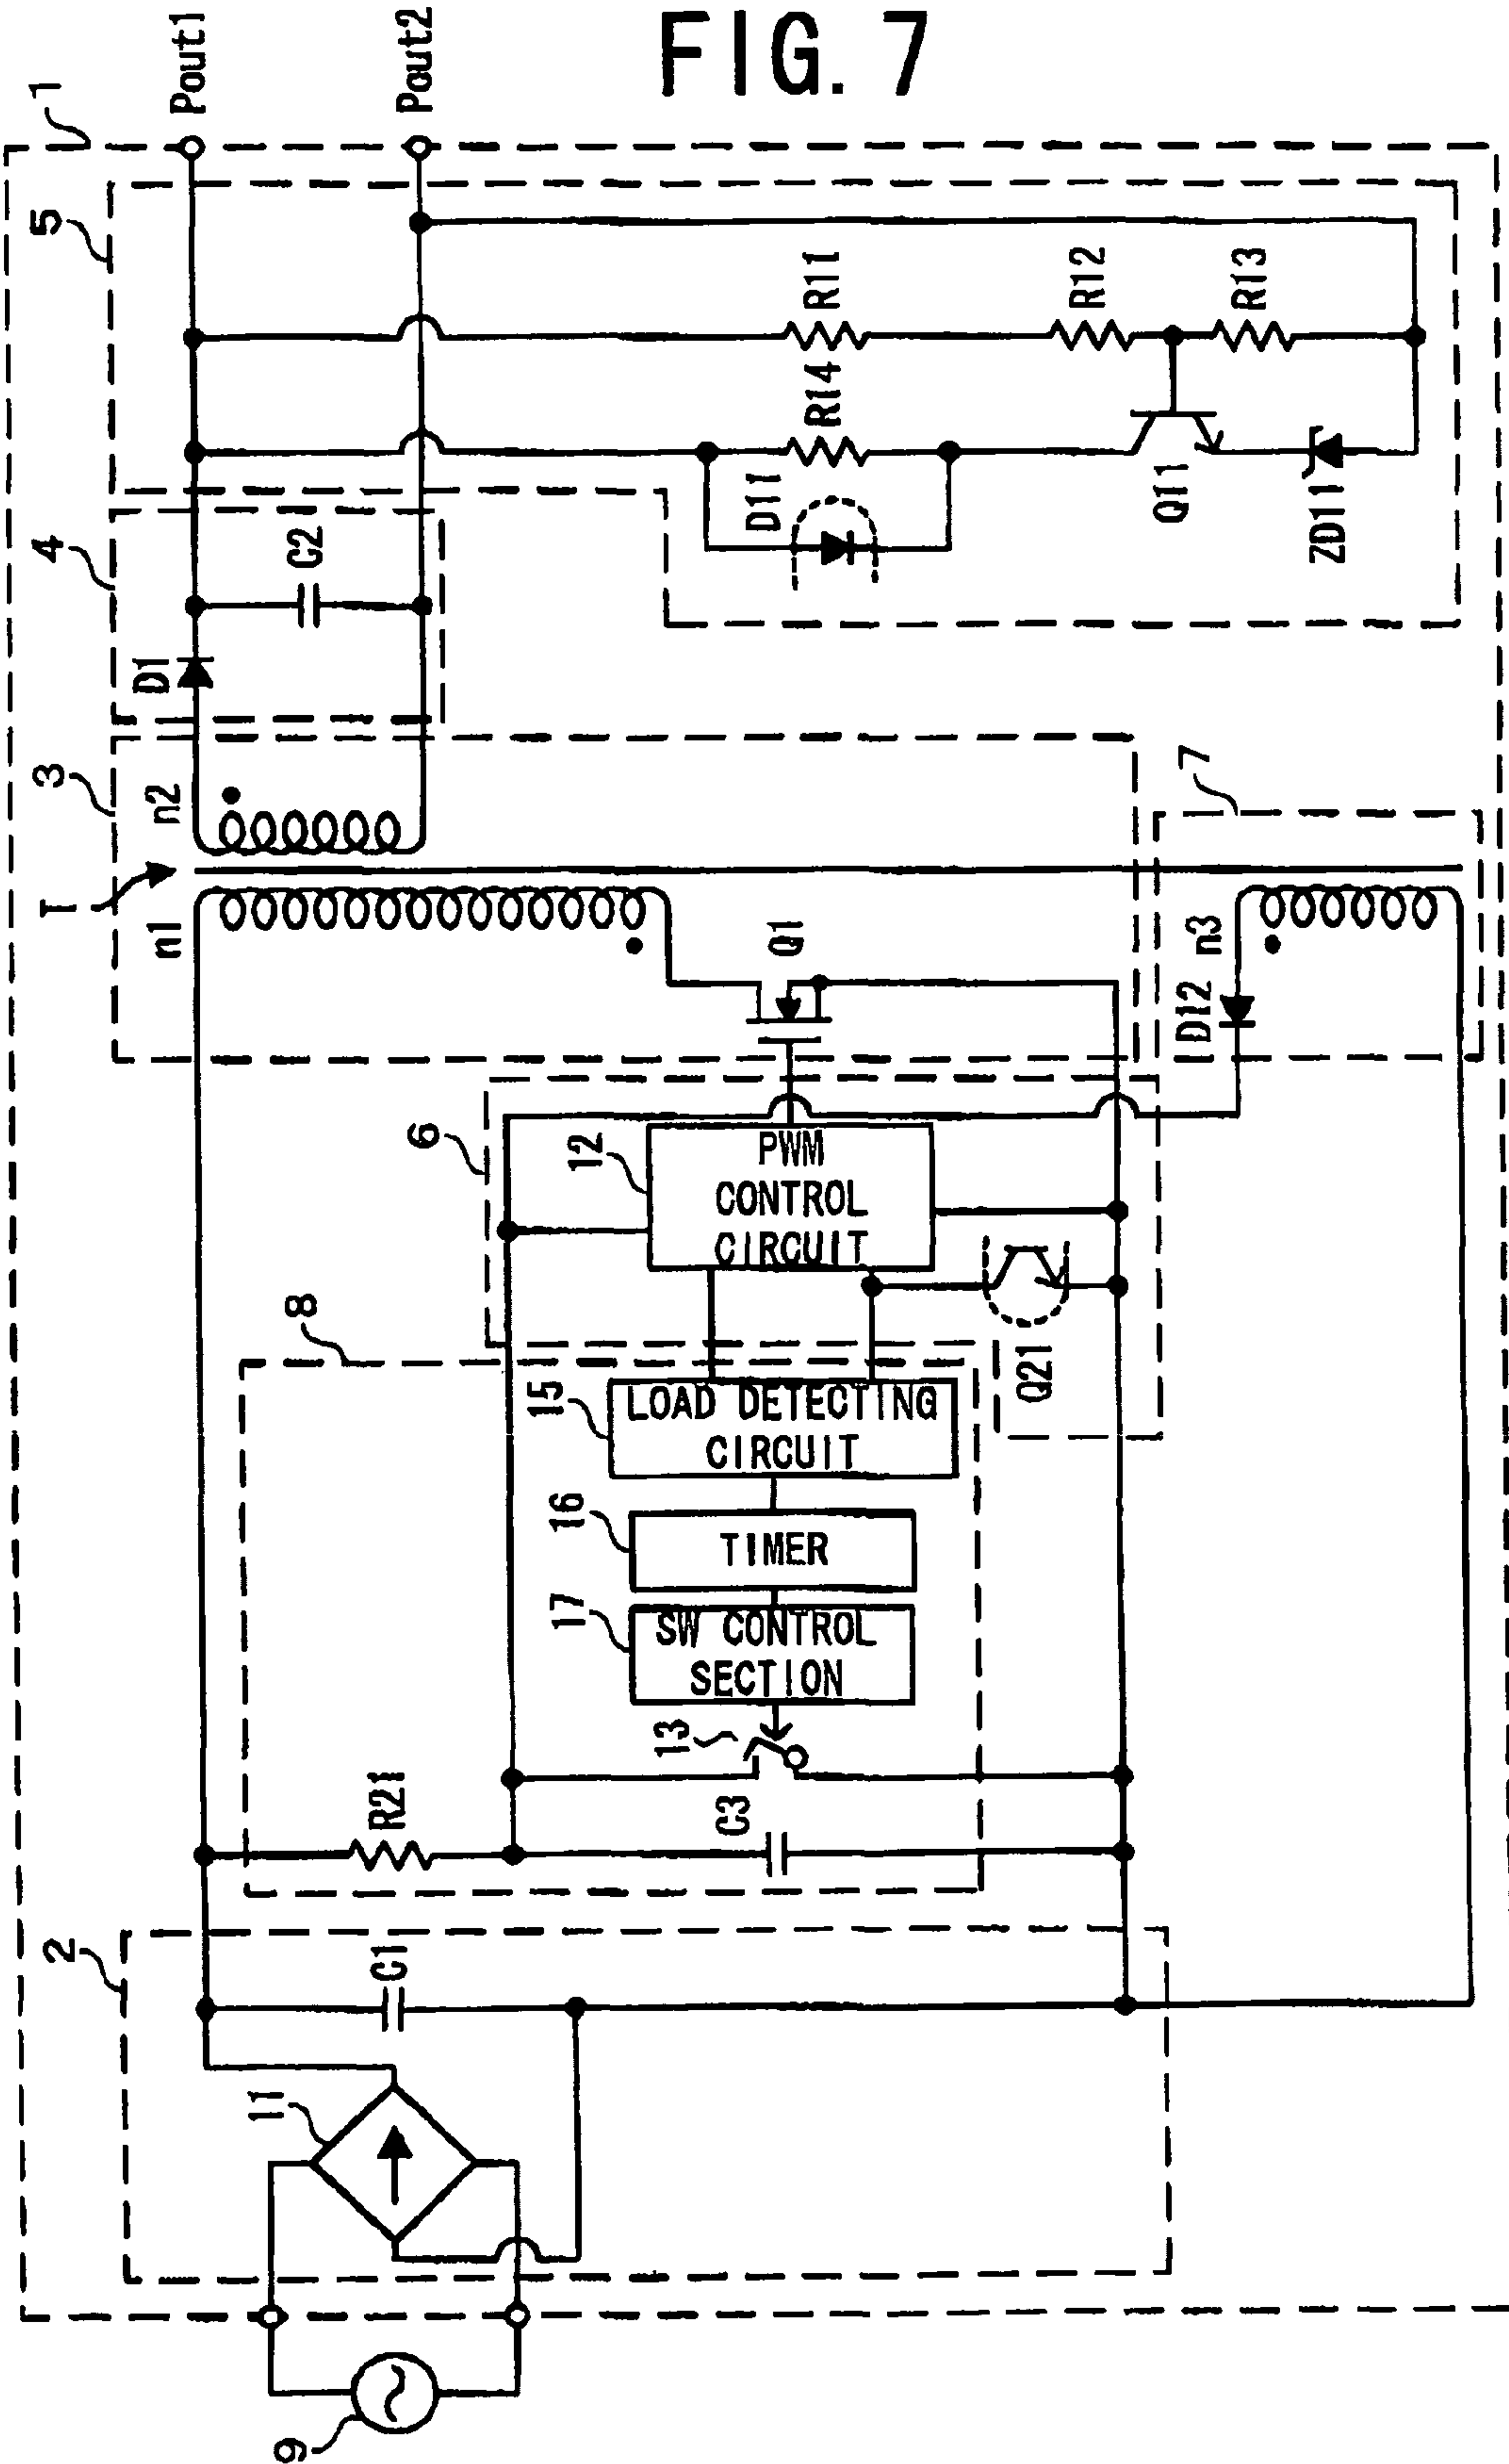 FIG. 7
1
Pout1
Pout2
5
R11
R12
R13
R14
D11
Q11
ZD11
4
C2
D1
3
n2
T
n1
Q1
7
n3
D12
6
12
PWM
CONTROL
CIRCUIT
Q21
8
15
LOAD DETECTING
CIRCUIT
16
TIMER
17
SW CONTROL
SECTION
13
R21
C3
2
C1
11
9